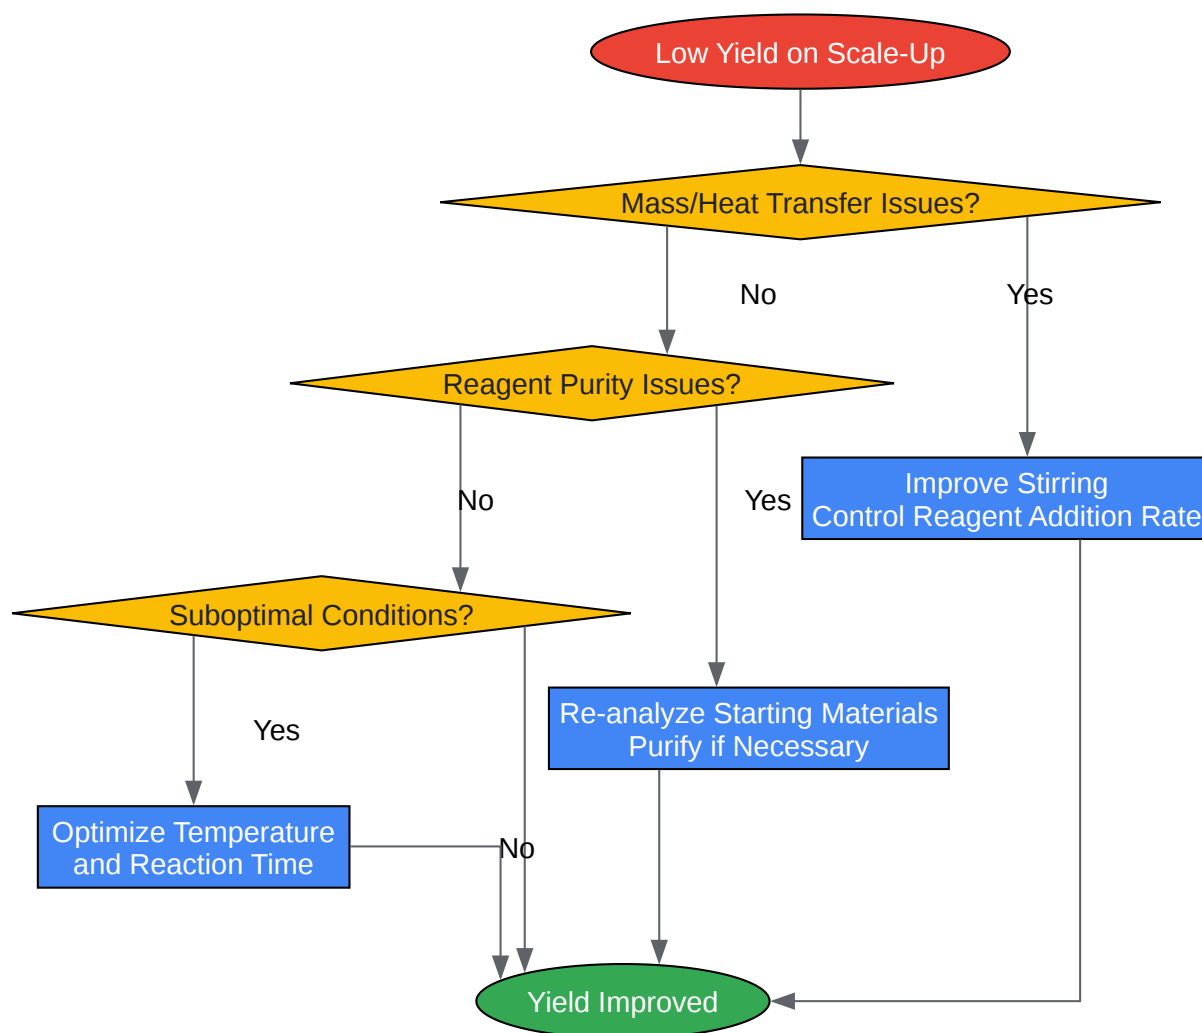 Low Yield on Scale-Up
Mass/Heat Transfer Issues?
No
Yes
Reagent Purity Issues?
No
Yes
Improve Stirring
Control Reagent Addition Rate
Suboptimal Conditions?
Yes
Re-analyze Starting Materials
Purify if Necessary
Optimize Temperature
and Reaction Time
No
Yield Improved